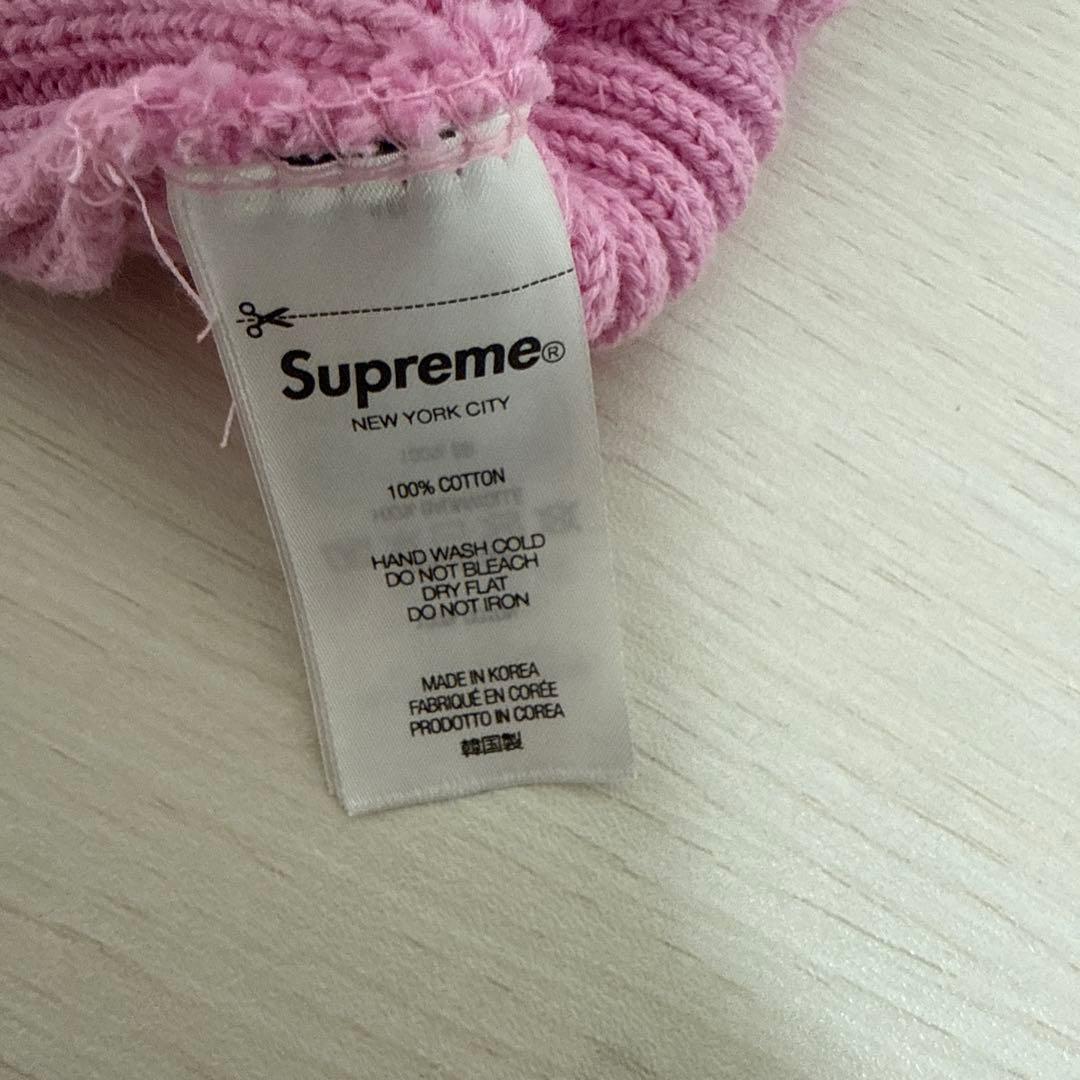 Supreme®
NEW YORK CITY
100% COTTON
HAND WASH COLD
DO NOT BLEACH
DRY FLAT
DO NOT IRON
MADE IN KOREA
FABRIQUÉ EN CORÉE
PRODOTTO IN COREA
韓国製